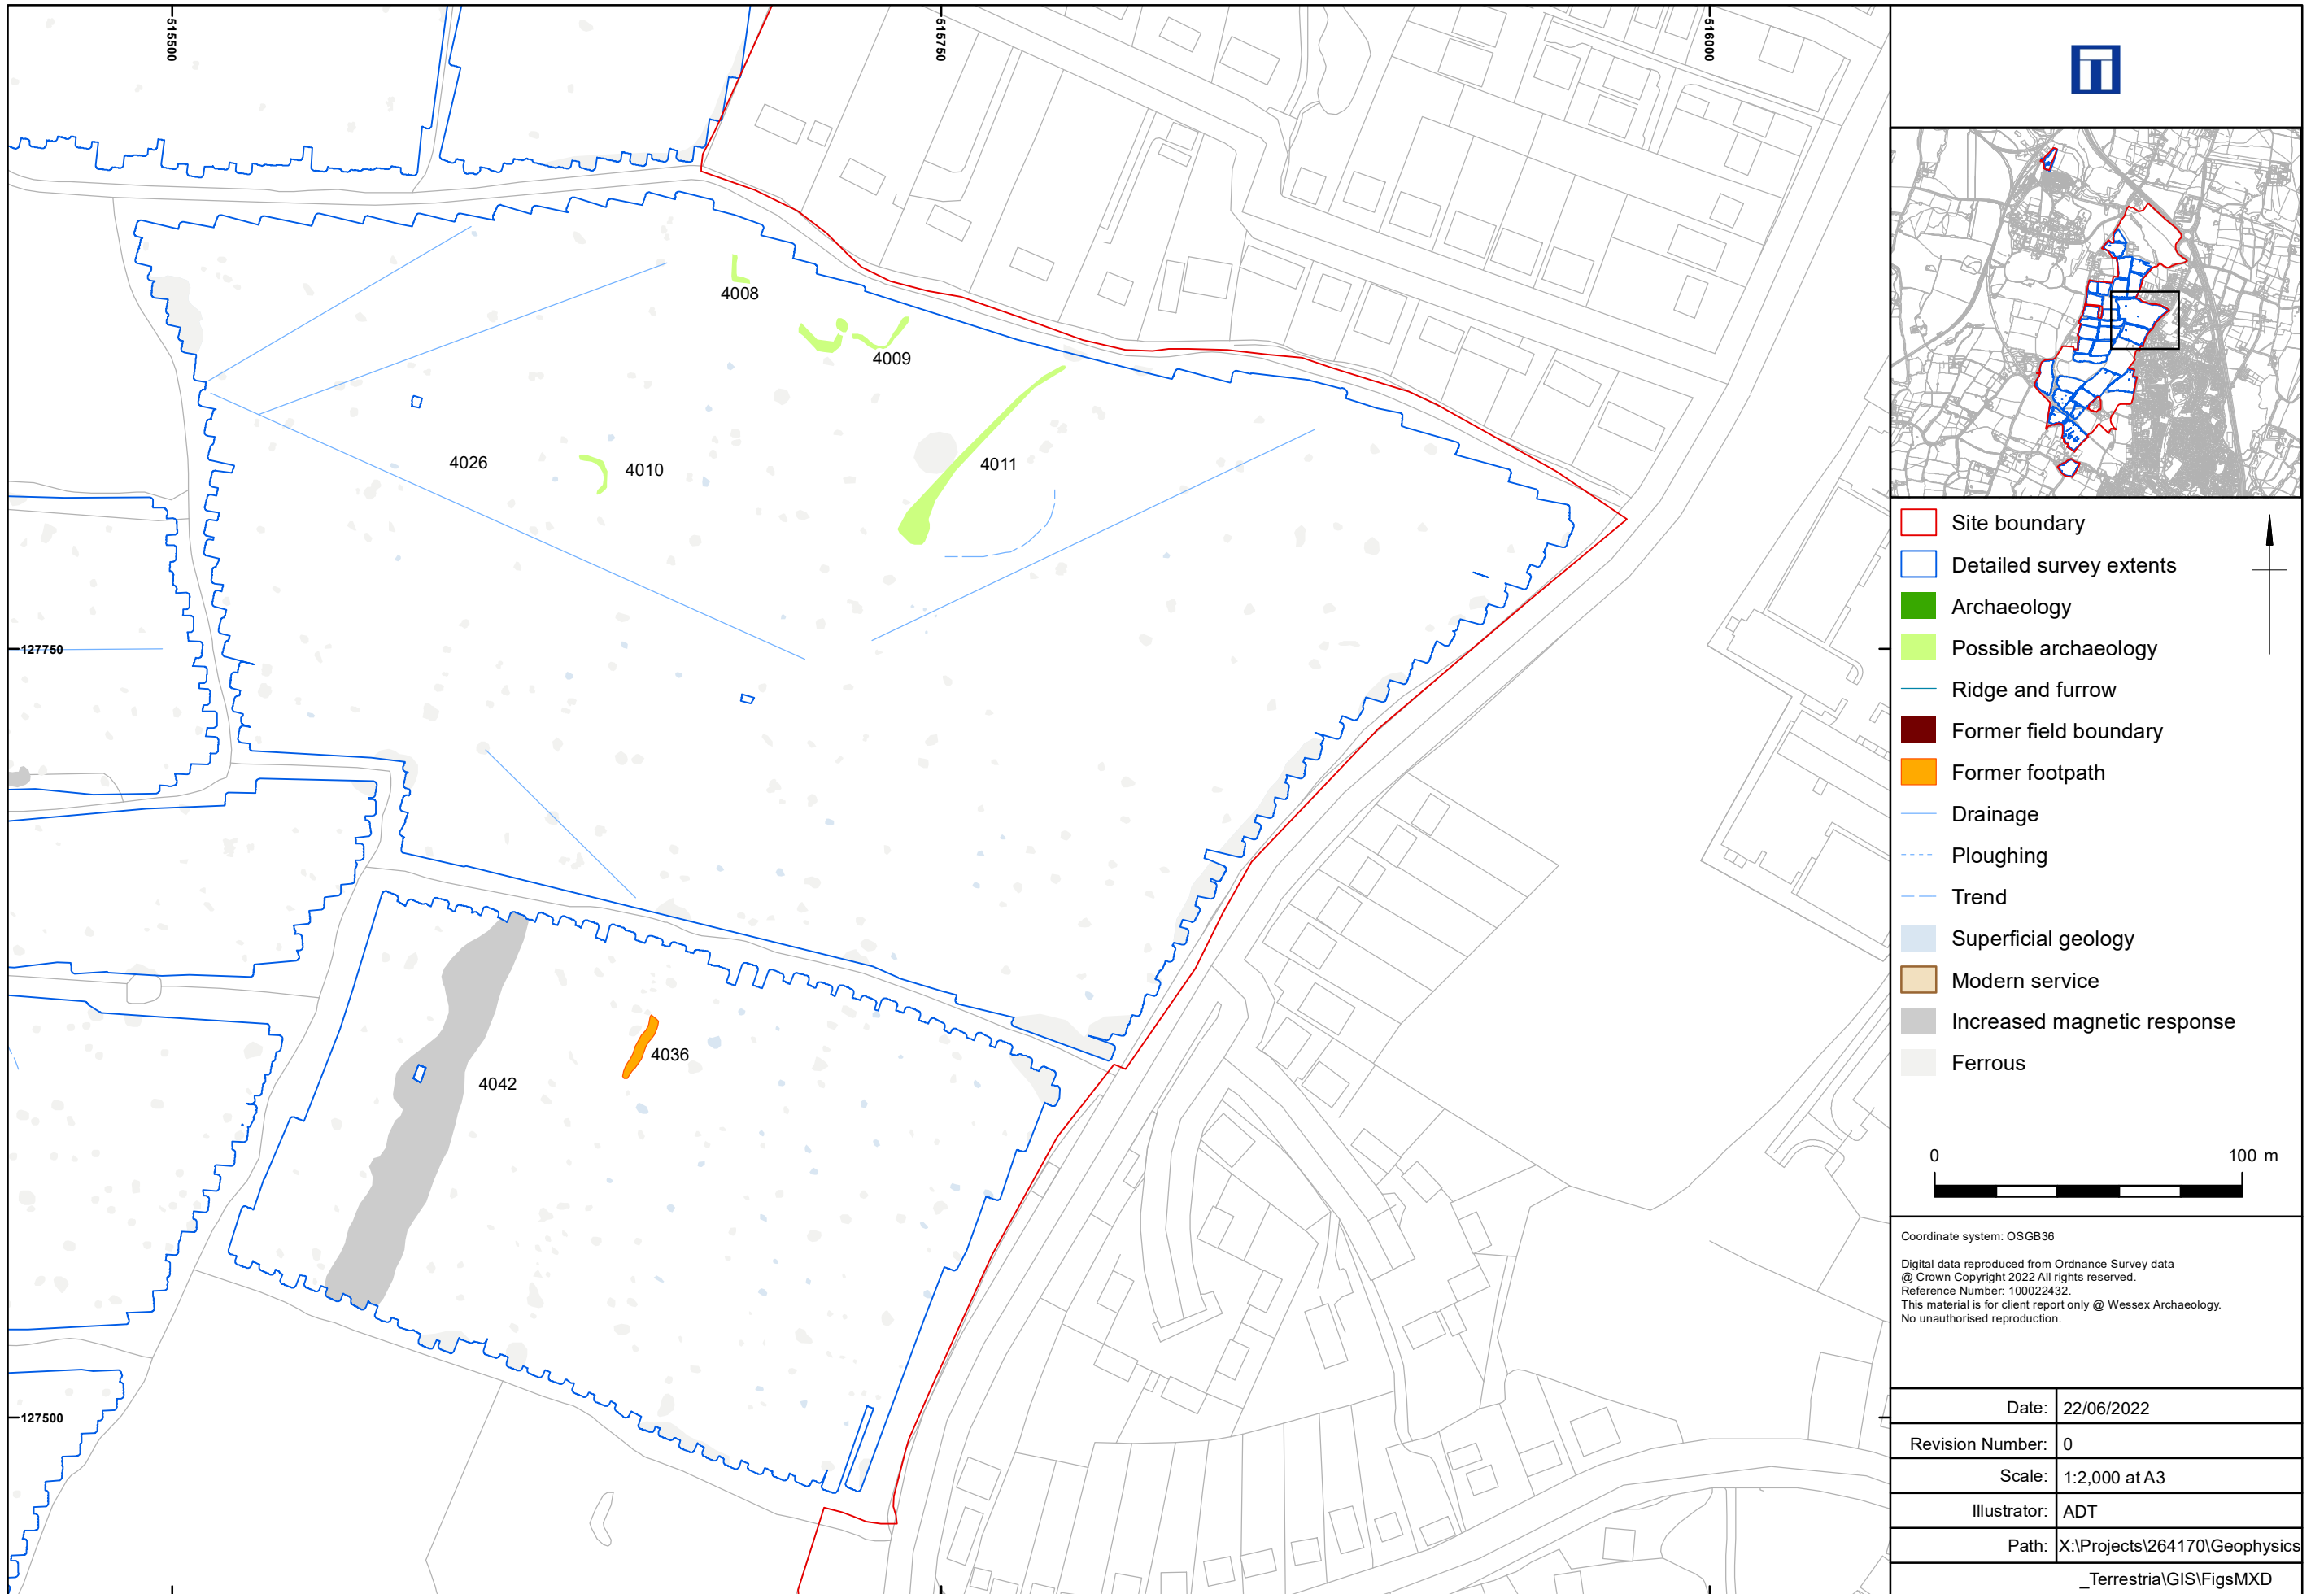 515500
515750
516000
4008
4009
4026
4010
4011
127750
4036
4042
127500
Site boundary
Detailed survey extents
Archaeology
Possible archaeology
Ridge and furrow
Former field boundary
Former footpath
Drainage
Ploughing
Trend
Superficial geology
Modern service
Increased magnetic response
Ferrous
0 100 m
Coordinate system: OSGB36
Digital data reproduced from Ordnance Survey data
@ Crown Copyright 2022 All rights reserved.
Reference Number: 100022432.
This material is for client report only @ Wessex Archaeology.
No unauthorised reproduction.
Date: 22/06/2022
Revision Number: 0
Scale: 1:2,000 at A3
Illustrator: ADT
Path: X:\Projects\264170\Geophysics
_Terrestria\GIS\FigsMXD